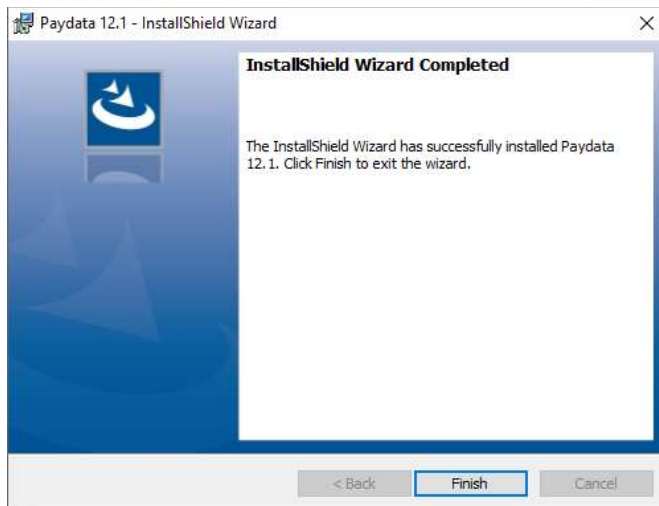 Paydata 12.1 - InstallShield Wizard
InstallShield Wizard Completed
The InstallShield Wizard has successfully installed Paydata
12.1. Click Finish to exit the wizard.
< Back
Finish
Cancel